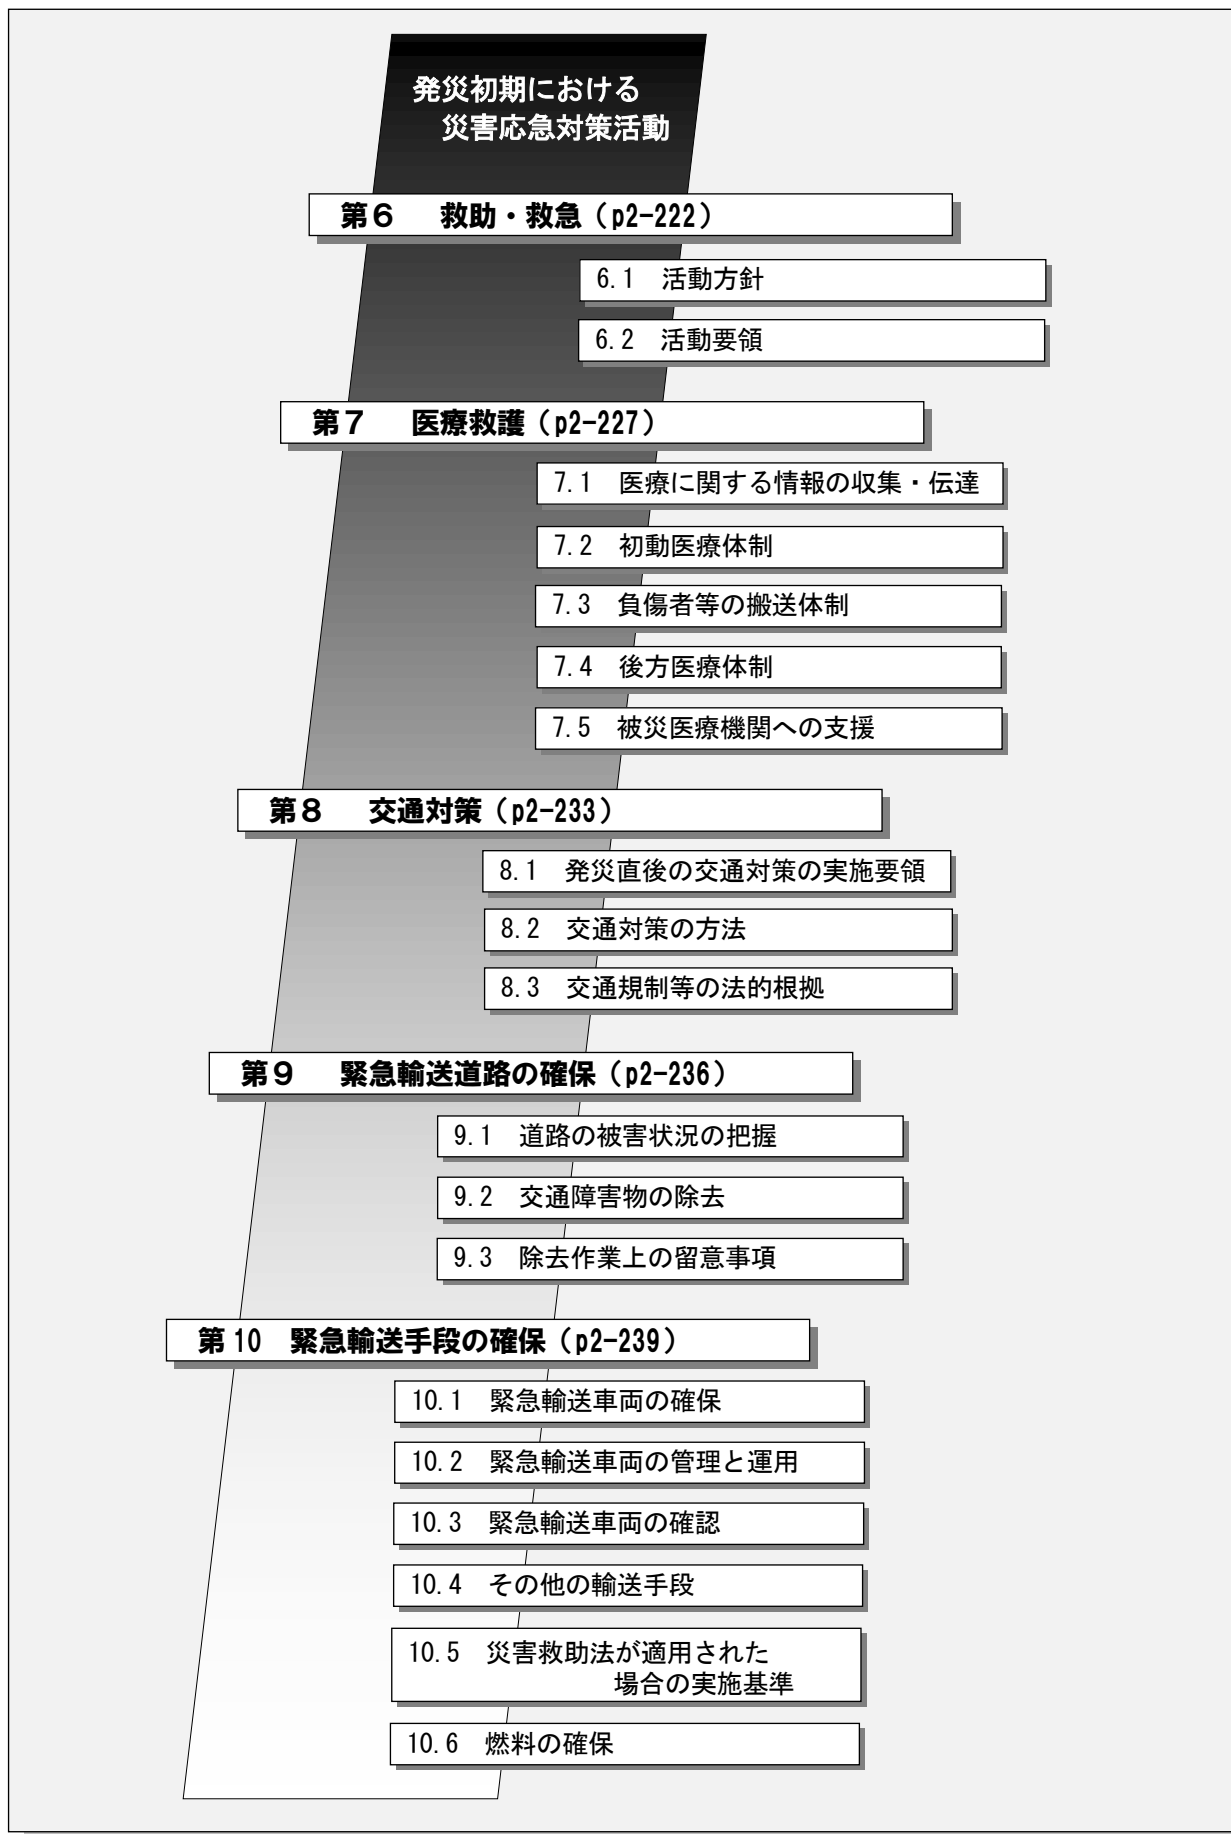 発災初期における
災害応急対策活動
第６　救助・救急（p2-222）
6.1　活動方針
6.2　活動要領
第７　医療救護（p2-227）
7.1　医療に関する情報の収集・伝達
7.2　初動医療体制
7.3　負傷者等の搬送体制
7.4　後方医療体制
7.5　被災医療機関への支援
第８　交通対策（p2-233）
8.1　発災直後の交通対策の実施要領
8.2　交通対策の方法
8.3　交通規制等の法的根拠
第９　緊急輸送道路の確保（p2-236）
9.1　道路の被害状況の把握
9.2　交通障害物の除去
9.3　除去作業上の留意事項
第10　緊急輸送手段の確保（p2-239）
10.1　緊急輸送車両の確保
10.2　緊急輸送車両の管理と運用
10.3　緊急輸送車両の確認
10.4　その他の輸送手段
10.5　災害救助法が適用された
場合の実施基準
10.6　燃料の確保